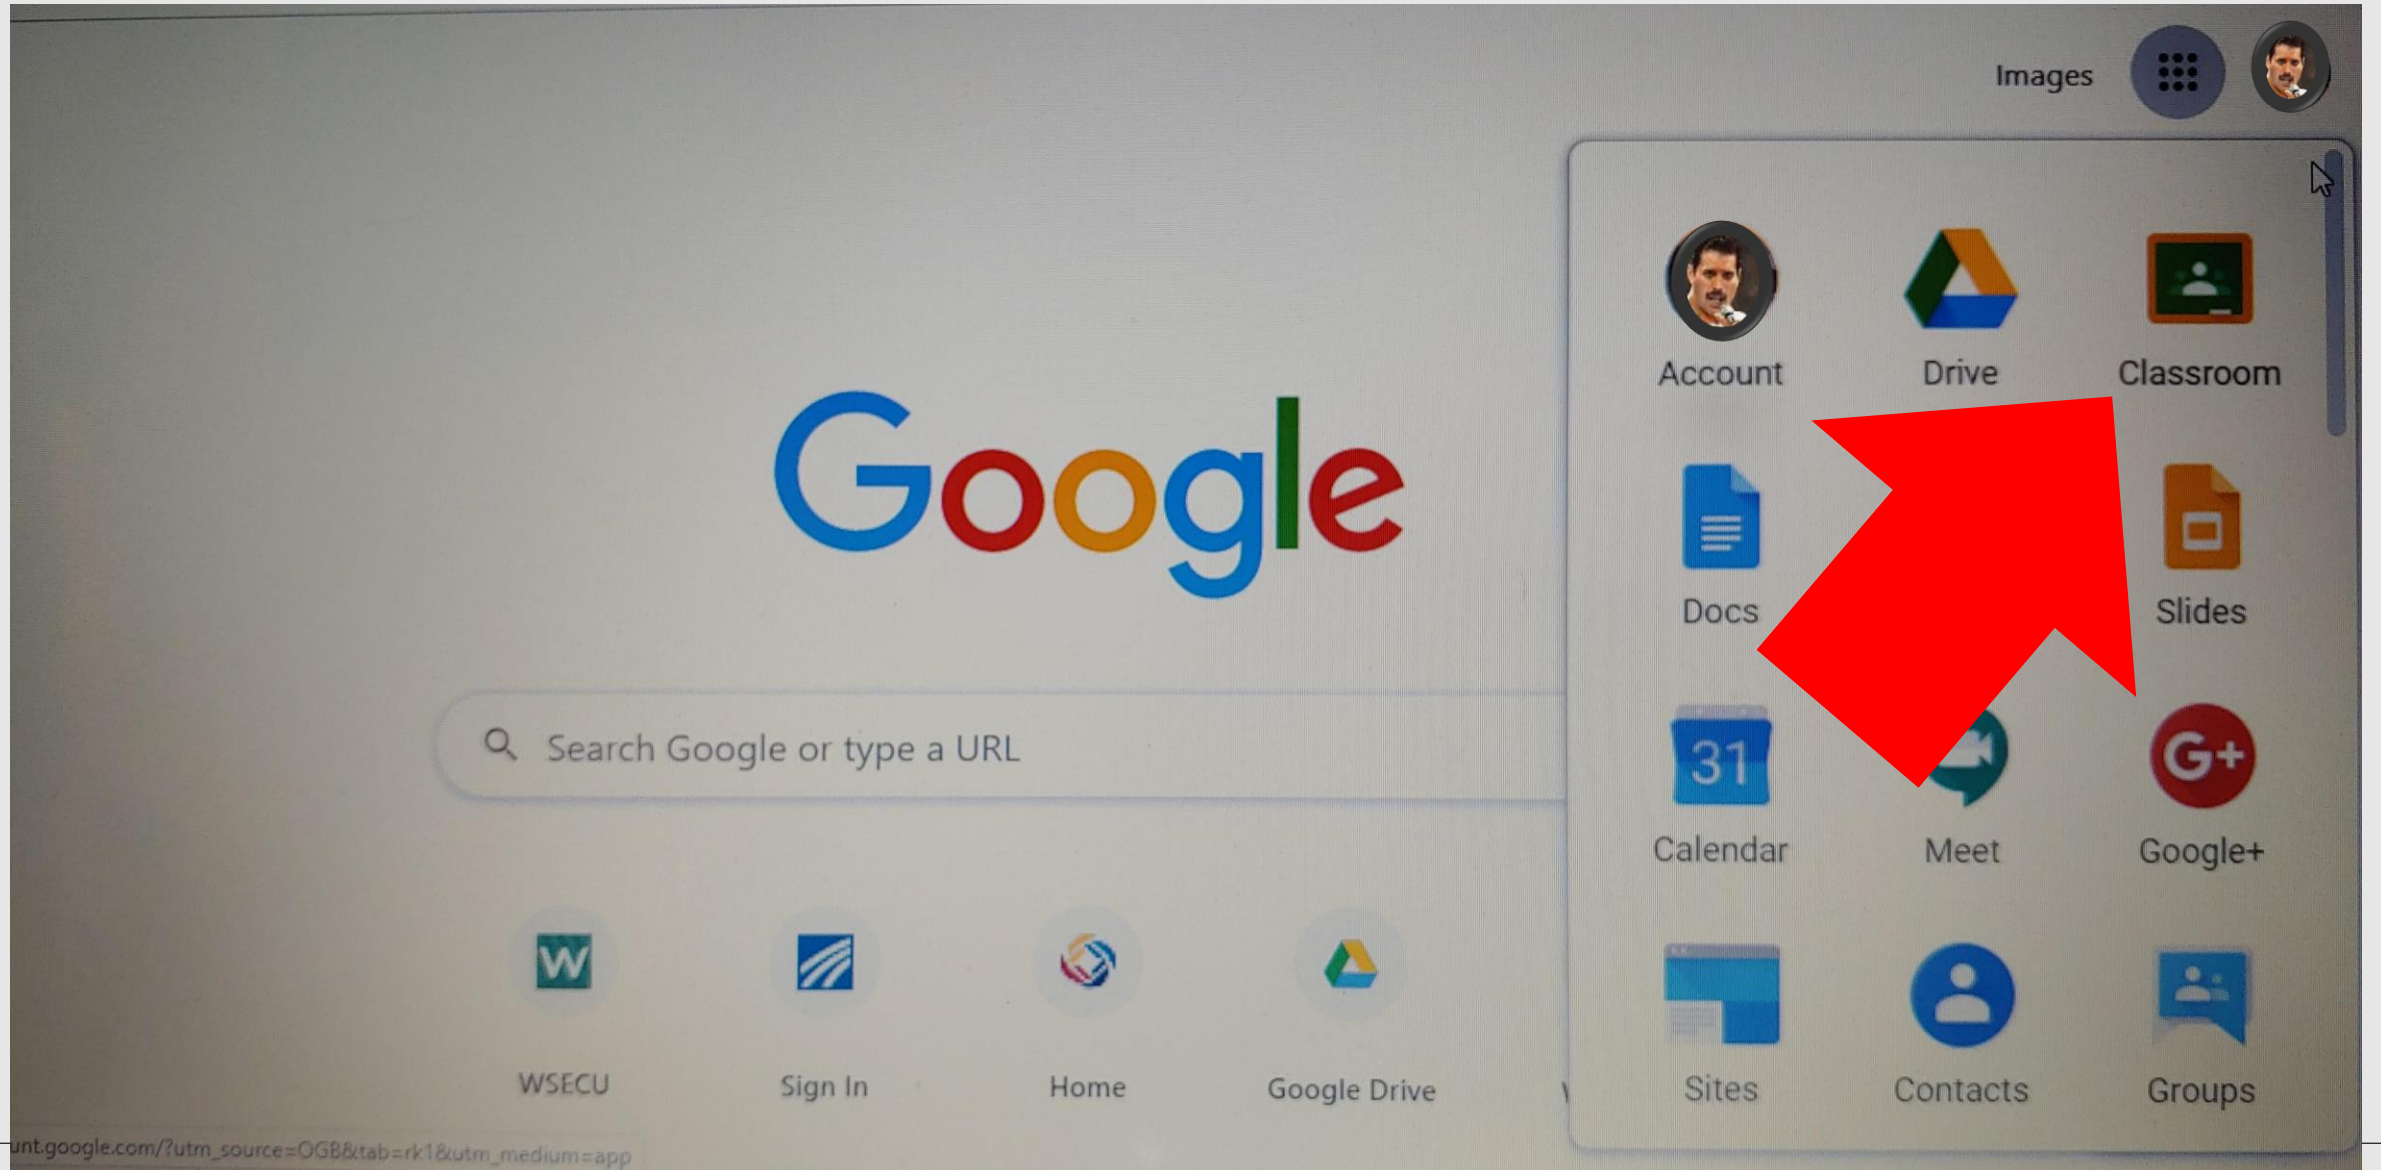 Images
Account
Drive
Classroom
Google
Docs
Slides
Search Google or type a URL
31
G+
Calendar
Meet
Google+
W
WSECU
Sign In
Home
Google Drive
Sites
Contacts
Groups
unt.google.com/?utm_source=OGB&tab=rk1&utm_medium=app